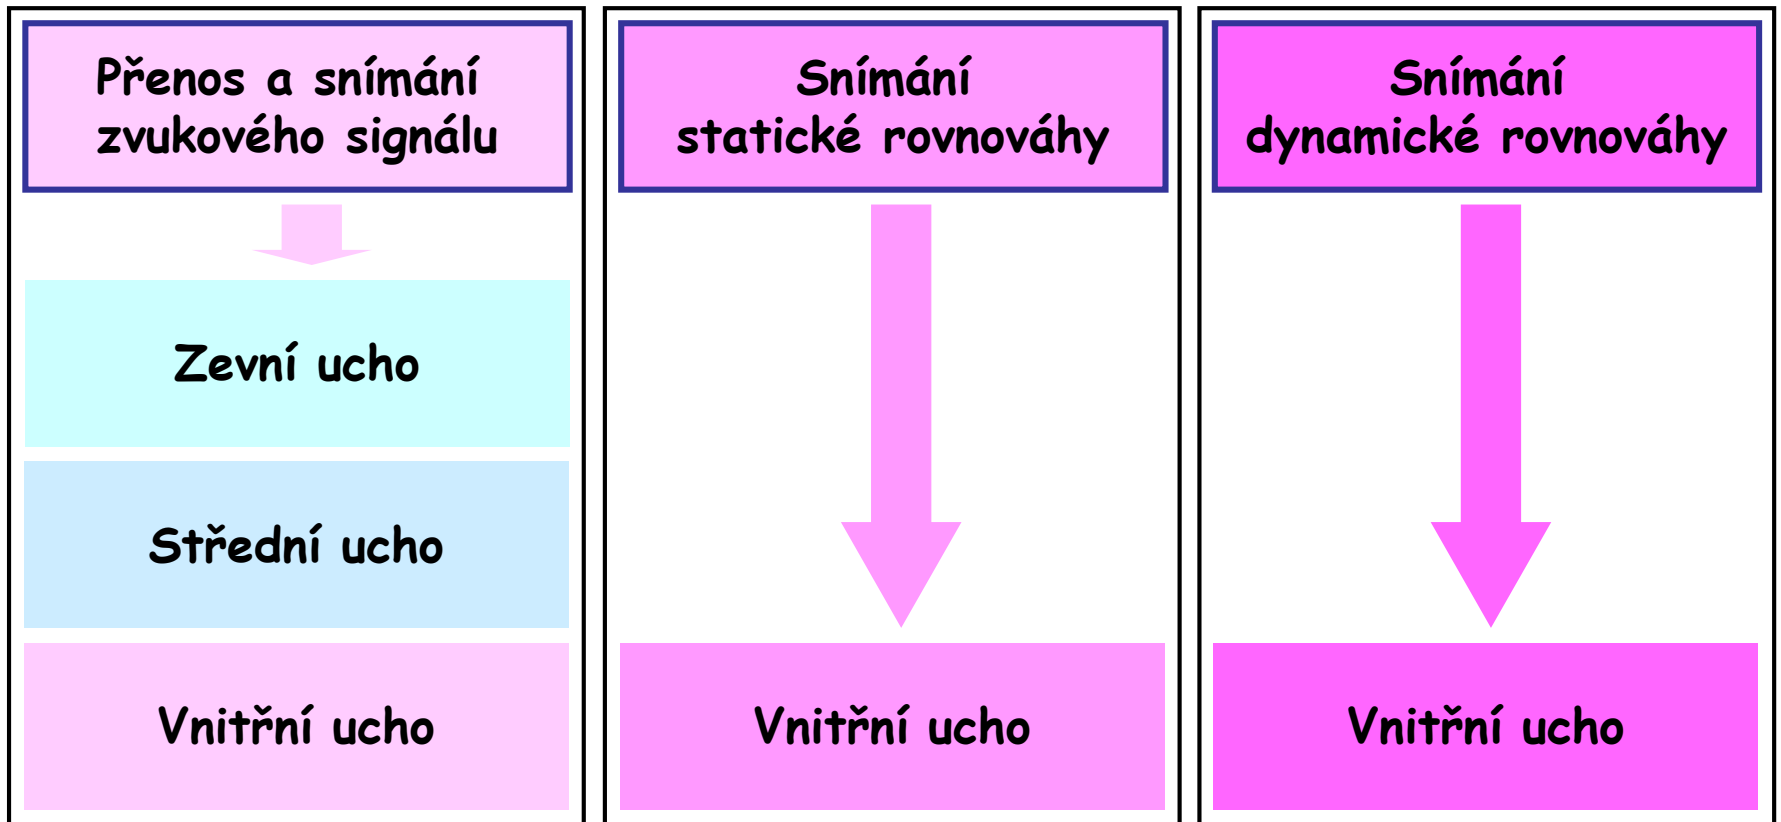 Přenos a snímání
zvukového signálu
Zevní ucho
Střední ucho
Vnitřní ucho
Snímání
statické rovnováhy
Vnitřní ucho
Snímání
dynamické rovnováhy
Vnitřní ucho